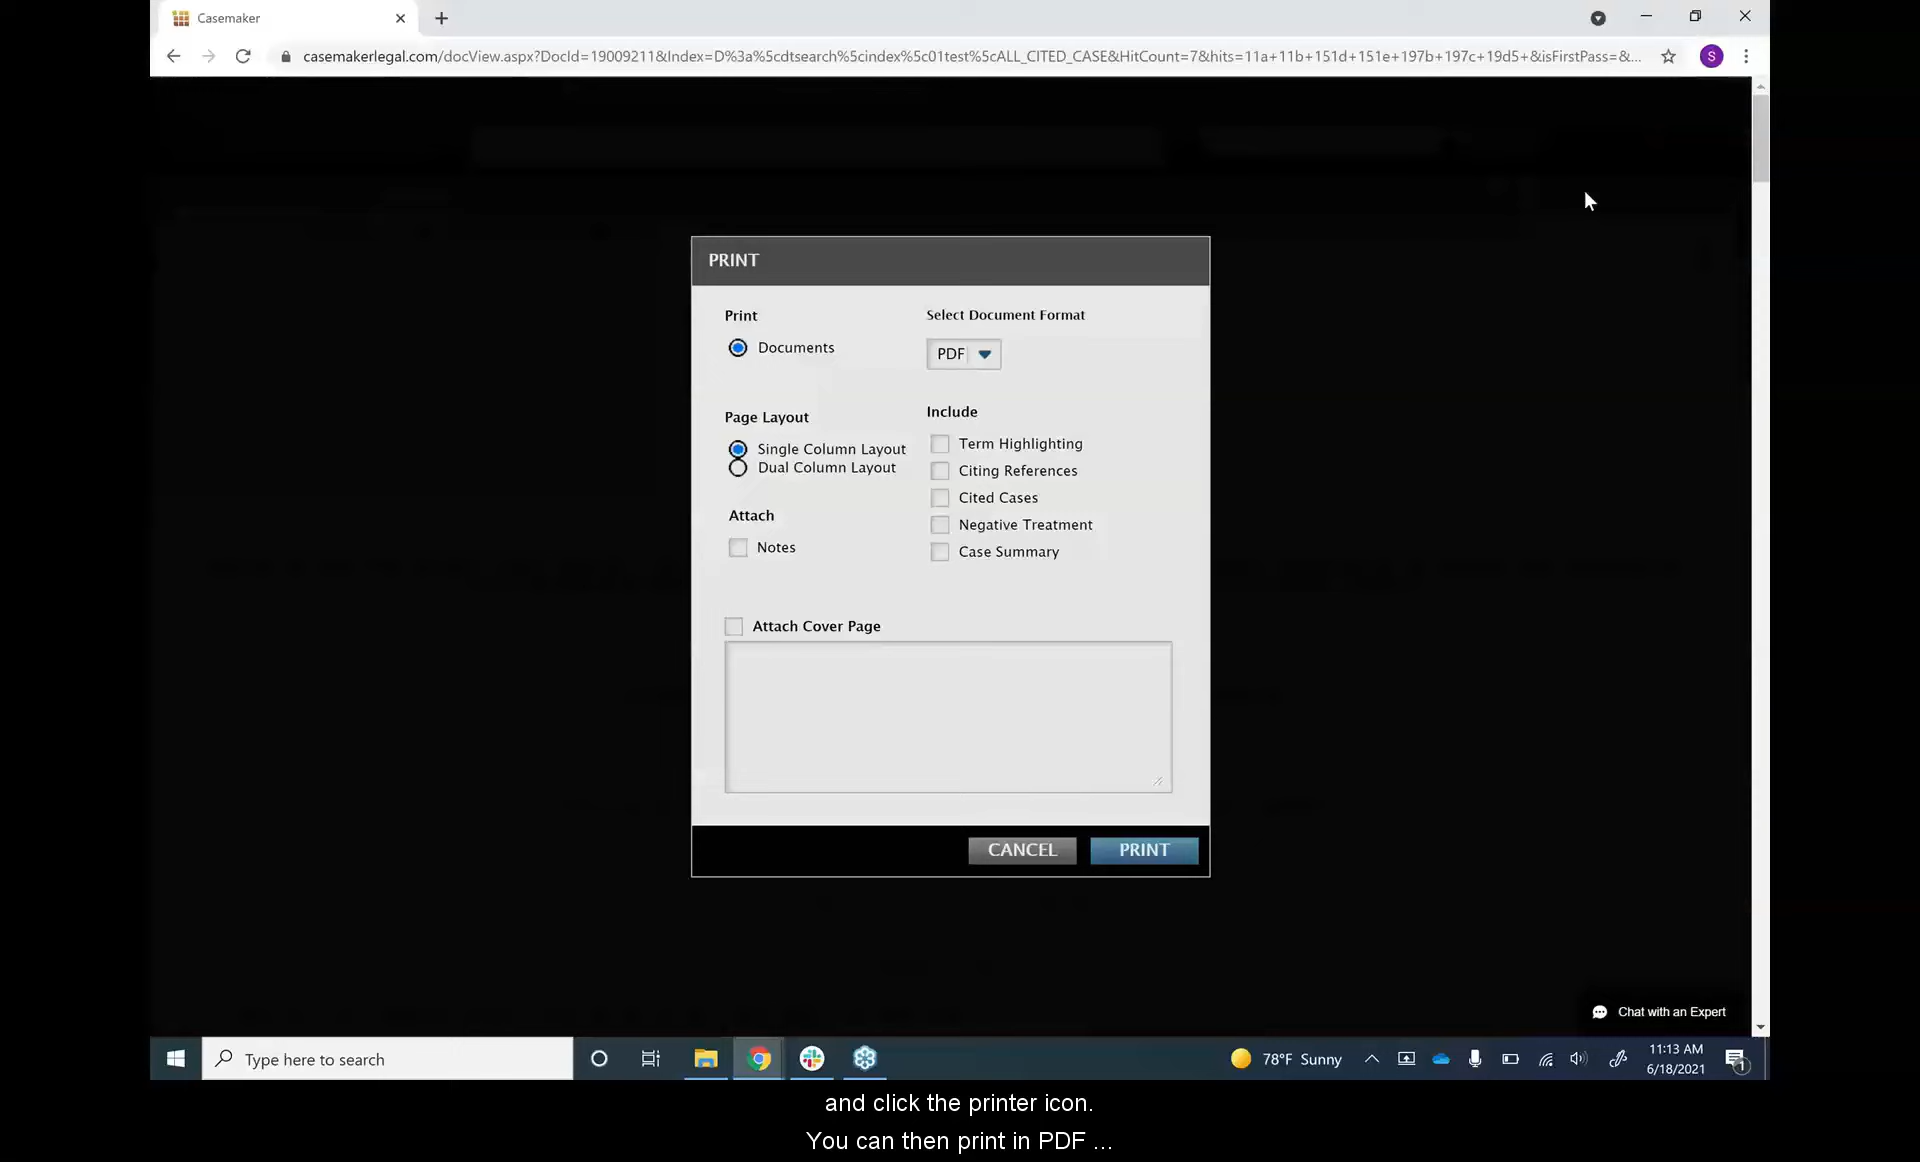 Casemaker
casemakerlegal.com/docView.aspx?DocId=19009211&Index=D%3a%5cdtsearch%5cindex%5c01test%5cALL_CITED_CASE&HitCount=7&hits=11a+11b+151d+151e+197b+197c+19d5+&isFirstPass=&...
S
PRINT
Print
Select Document Format
Documents
PDF
Page Layout
Include
Single Column Layout
Dual Column Layout
Term Highlighting
Citing References
Cited Cases
Negative Treatment
Case Summary
Attach
Notes
Attach Cover Page
CANCEL
PRINT
Chat with an Expert
Type here to search
78°F Sunny
11:13 AM
6/18/2021
1
and click the printer icon.
You can then print in PDF ...